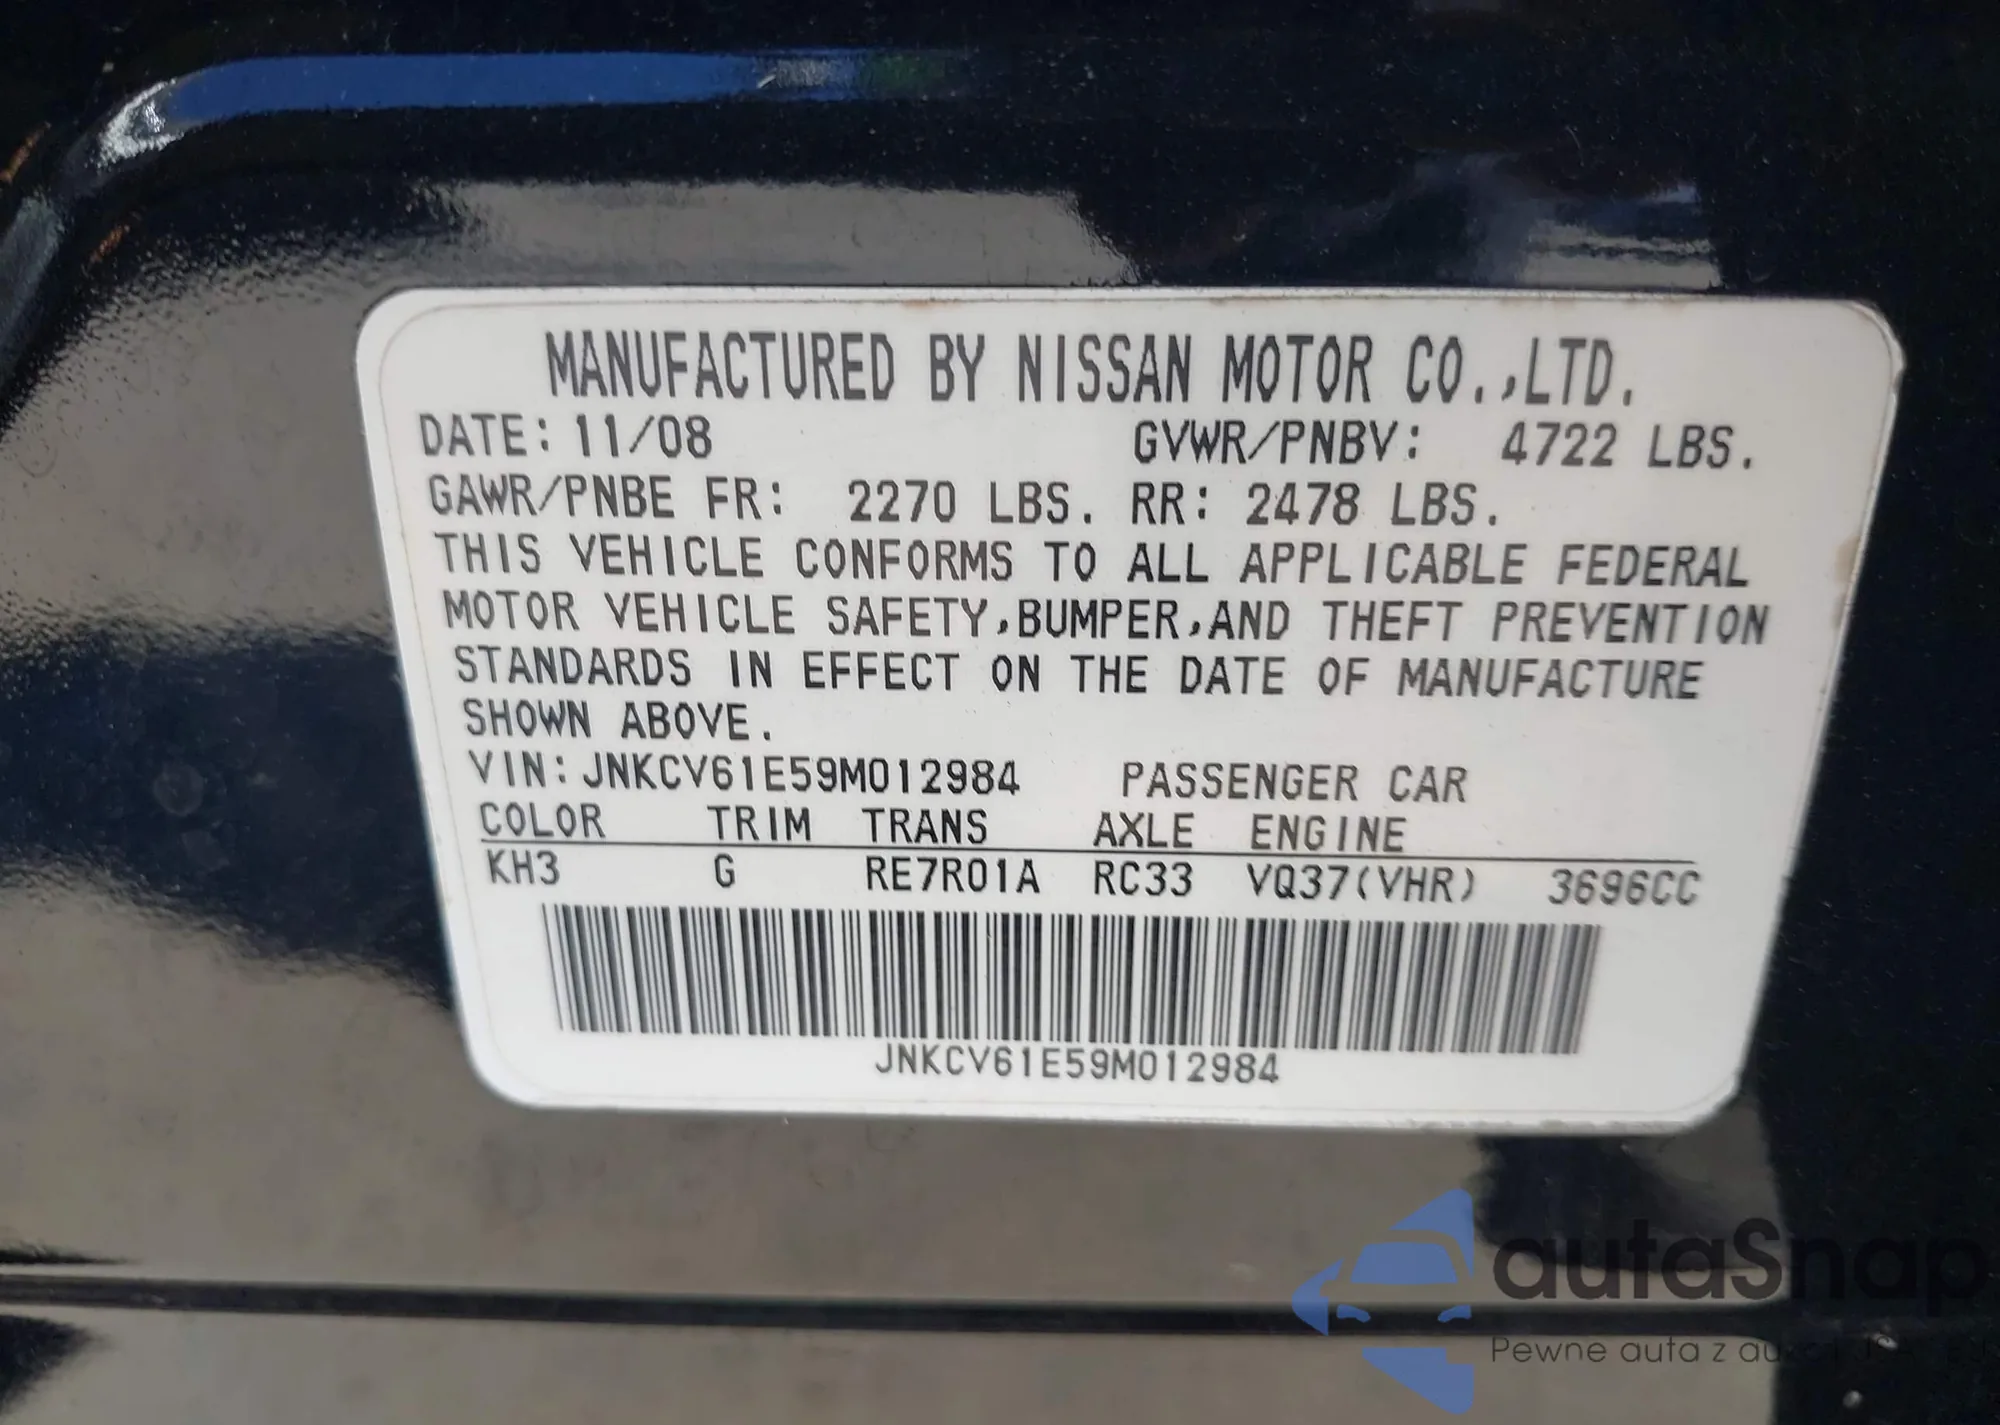 MANUFACTURED BY NISSAN MOTOR CO.,LTD.
DATE: 11/08 GVWR/PNBV: 4722 LBS.
GAWR/PNBE FR: 2270 LBS. RR: 2478 LBS.
THIS VEHICLE CONFORMS TO ALL APPLICABLE FEDERAL
MOTOR VEHICLE SAFETY,BUMPER,AND THEFT PREVENTION
STANDARDS IN EFFECT ON THE DATE OF MANUFACTURE
SHOWN ABOVE.
VIN: JNKCV61E59M012984 PASSENGER CAR
COLOR TRIM TRANS AXLE ENGINE
KH3 G RE7R01A RC33 VQ37(VHR) 3696CC
JNKCV61E59M012984
autaSnap
Pewne auta z